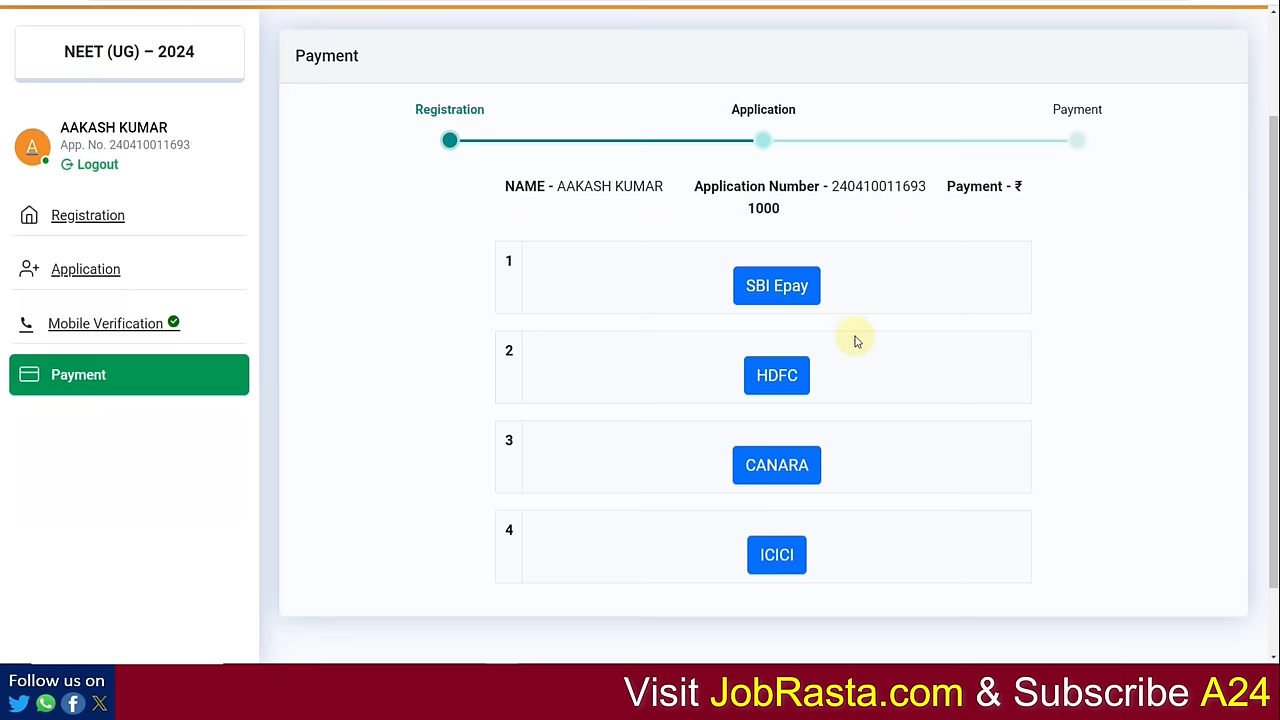 NEET (UG) – 2024
AAKASH KUMAR
App. No. 240410011693
Logout
Registration
Application
Mobile Verification
Payment
Payment
Registration
Application
Payment
NAME - AAKASH KUMAR
Application Number - 240410011693
Payment - ₹
1000
1
SBI Epay
2
HDFC
3
CANARA
4
ICICI
Follow us on
Visit JobRasta.com & Subscribe A24
A